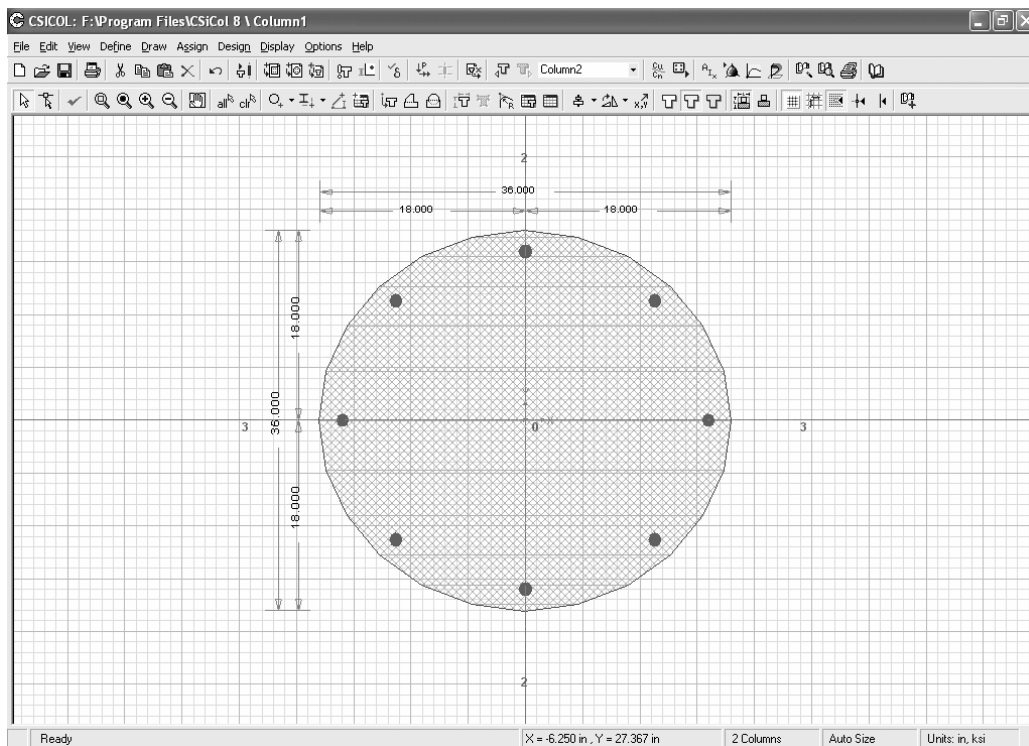 CSICOL: F:\Program Files\CSiCol 8 \ Column1
File Edit View Define Draw Assign Design Display Options Help
Column2
all clr
2
36.000
18.000 18.000
18.000
36.000
3 0 3
18.000
2
Ready X = -6.250 in , Y = 27.367 in 2 Columns Auto Size Units: in, ksi